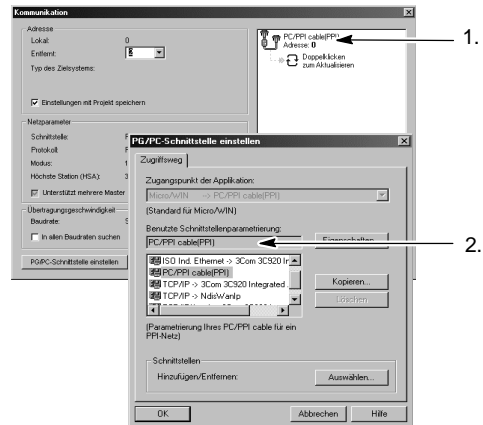 Kommunikation
Adresse
Lokal: 0
Entfernt: 2
Typ des Zielsystems:
Einstellungen mit Projekt speichern
PC/PPI cable(PPI)
Adresse: 0
Doppelklicken
zum Aktualisieren
1.
Netzparameter
Schnittstelle:
Protokoll:
Modus:
Höchste Station (HSA):
Unterstützt mehrere Master
Übertragungsgeschwindigkeit
Baudrate:
In allen Baudraten suchen
PG/PC-Schnittstelle einstellen
PG/PC-Schnittstelle einstellen
Zugriffsweg
Zugangspunkt der Applikation:
Micro/WIN -> PC/PPI cable(PPI)
(Standard für Micro/WIN)
Benutzte Schnittstellenparametrierung:
PC/PPI cable(PPI)
Eigenschaften
2.
ISO Ind. Ethernet -> 3Com 3C920 Ir
PC/PPI cable(PPI)
TCP/IP -> 3Com 3C920 Integrated
TCP/IP -> NdisWanIp
Kopieren...
Löschen
(Parametrierung Ihres PC/PPI cable für ein
PPI-Netz)
Schnittstellen
Hinzufügen/Entfernen:
Auswählen...
OK
Abbrechen
Hilfe